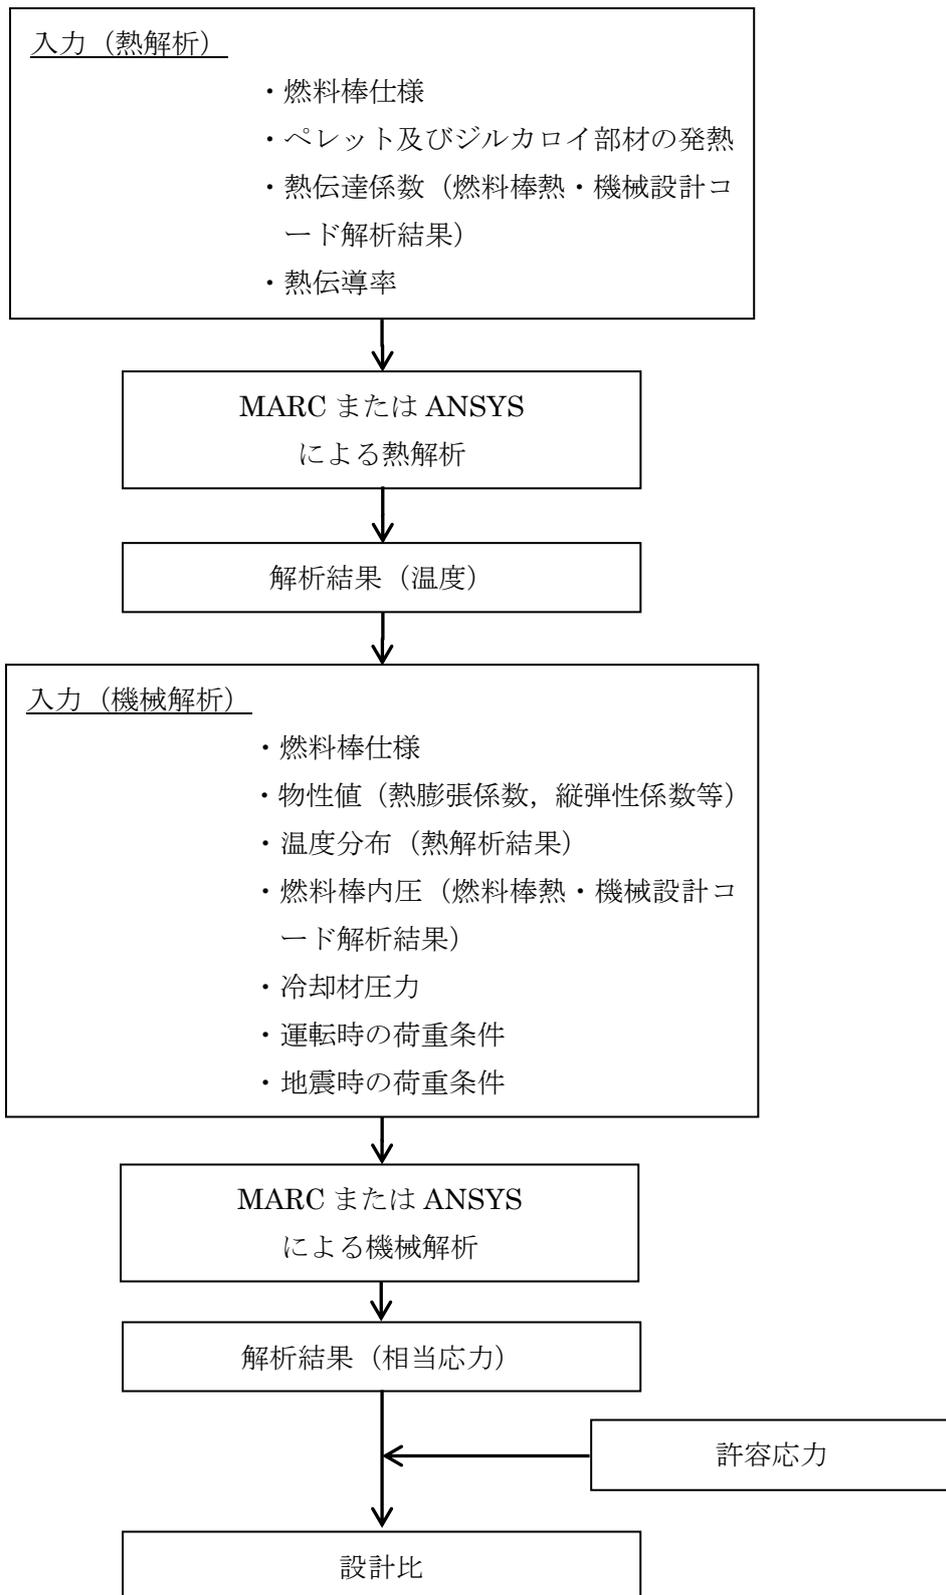 入力（熱解析）
・燃料棒仕様
・ペレット及びジルカロイ部材の発熱
・熱伝達係数（燃料棒熱・機械設計コ
ード解析結果）
・熱伝導率
MARC または ANSYS
による熱解析
解析結果（温度）
入力（機械解析）
・燃料棒仕様
・物性値（熱膨張係数，縦弾性係数等）
・温度分布（熱解析結果）
・燃料棒内圧（燃料棒熱・機械設計コ
ード解析結果）
・冷却材圧力
・運転時の荷重条件
・地震時の荷重条件
MARC または ANSYS
による機械解析
解析結果（相当応力）
許容応力
設計比